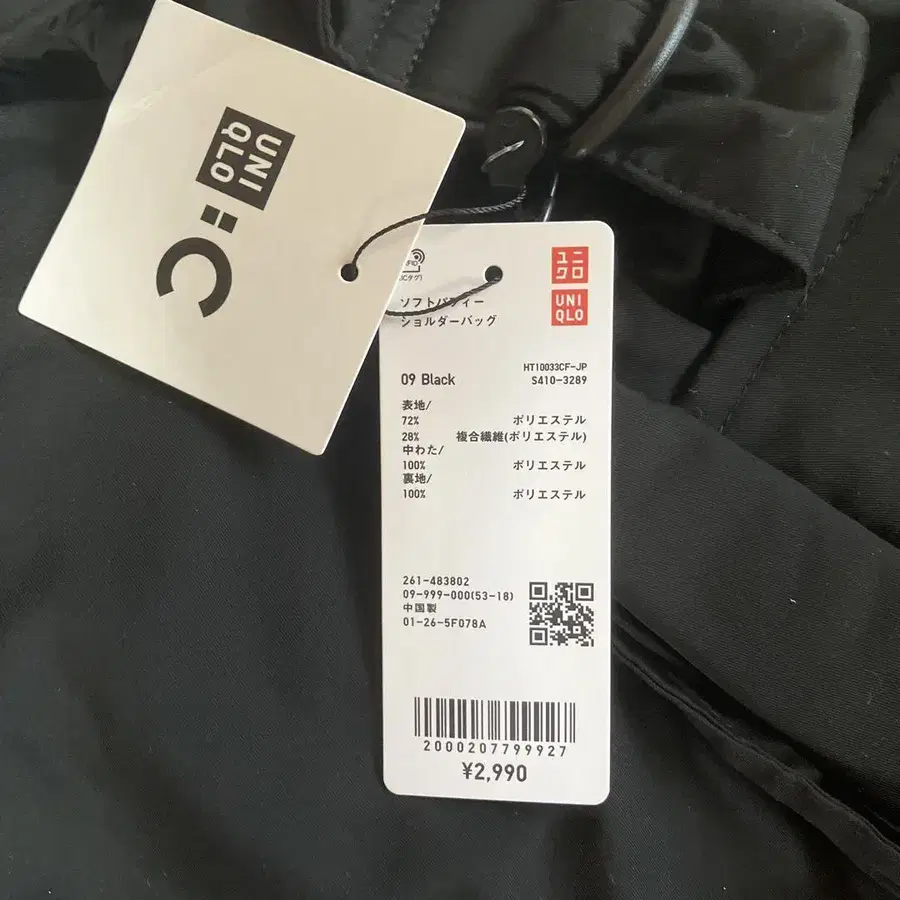 UNI
QLO
:C
ユニ
クロ
UNI
QLO
ソフトパフィー
ショルダーバッグ
HT10033CF-JP
09 Black
S410-3289
表地/
72% ポリエステル
28% 複合繊維(ポリエステル)
中わた/
100% ポリエステル
裏地/
100% ポリエステル
261-483802
09-999-000(53-18)
中国製
01-26-5F078A
2000207799927
¥2,990